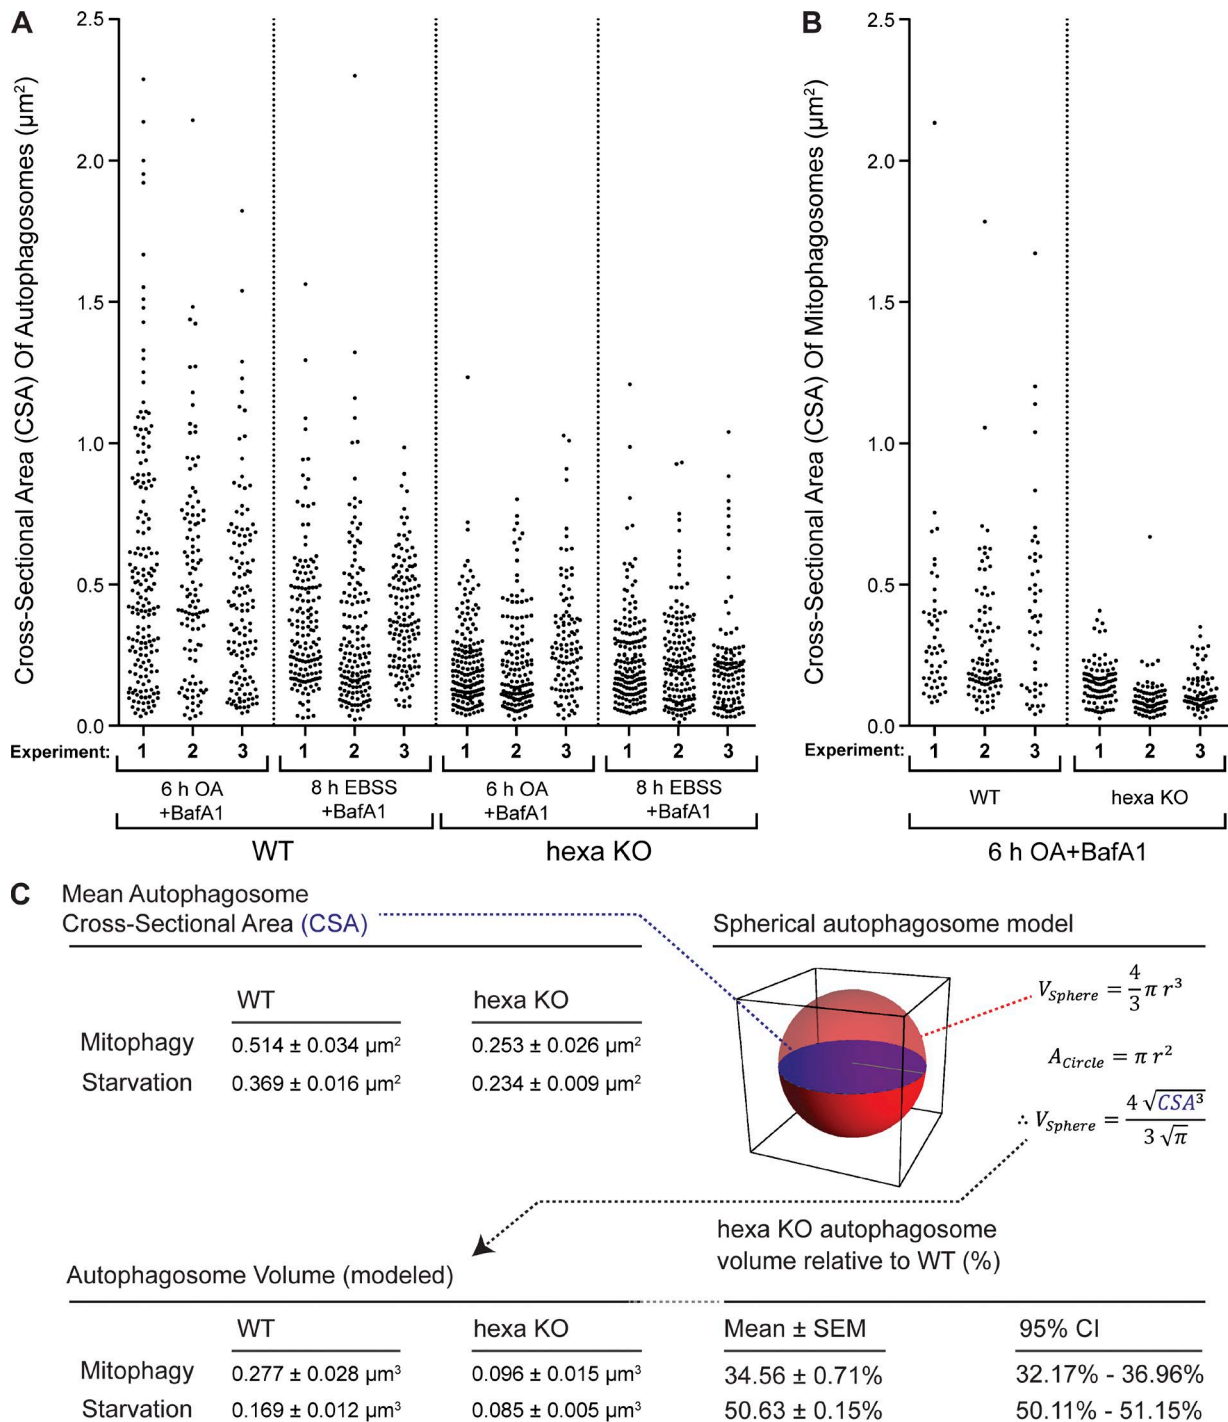 A
Cross-Sectional Area (CSA) Of Autophagosomes (µm²)
2.5
2.0
1.5
1.0
0.5
0.0
Experiment: 1 2 3 1 2 3 1 2 3 1 2 3
6 h OA 8 h EBSS 6 h OA 8 h EBSS
+BafA1 +BafA1 +BafA1 +BafA1
WT hexa KO
B
Cross-Sectional Area (CSA) Of Mitophagosomes (µm²)
2.5
2.0
1.5
1.0
0.5
0.0
Experiment: 1 2 3 1 2 3
WT hexa KO
6 h OA+BafA1
C
Mean Autophagosome
Cross-Sectional Area (CSA)
WT hexa KO
Mitophagy 0.514 ± 0.034 µm² 0.253 ± 0.026 µm²
Starvation 0.369 ± 0.016 µm² 0.234 ± 0.009 µm²
Spherical autophagosome model
V_Sphere = 4/3 π r³
A_Circle = π r²
∴ V_Sphere = 4 √CSA³ / 3 √π
hexa KO autophagosome
volume relative to WT (%)
Autophagosome Volume (modeled)
WT hexa KO Mean ± SEM 95% CI
Mitophagy 0.277 ± 0.028 µm³ 0.096 ± 0.015 µm³ 34.56 ± 0.71% 32.17% - 36.96%
Starvation 0.169 ± 0.012 µm³ 0.085 ± 0.005 µm³ 50.63 ± 0.15% 50.11% - 51.15%